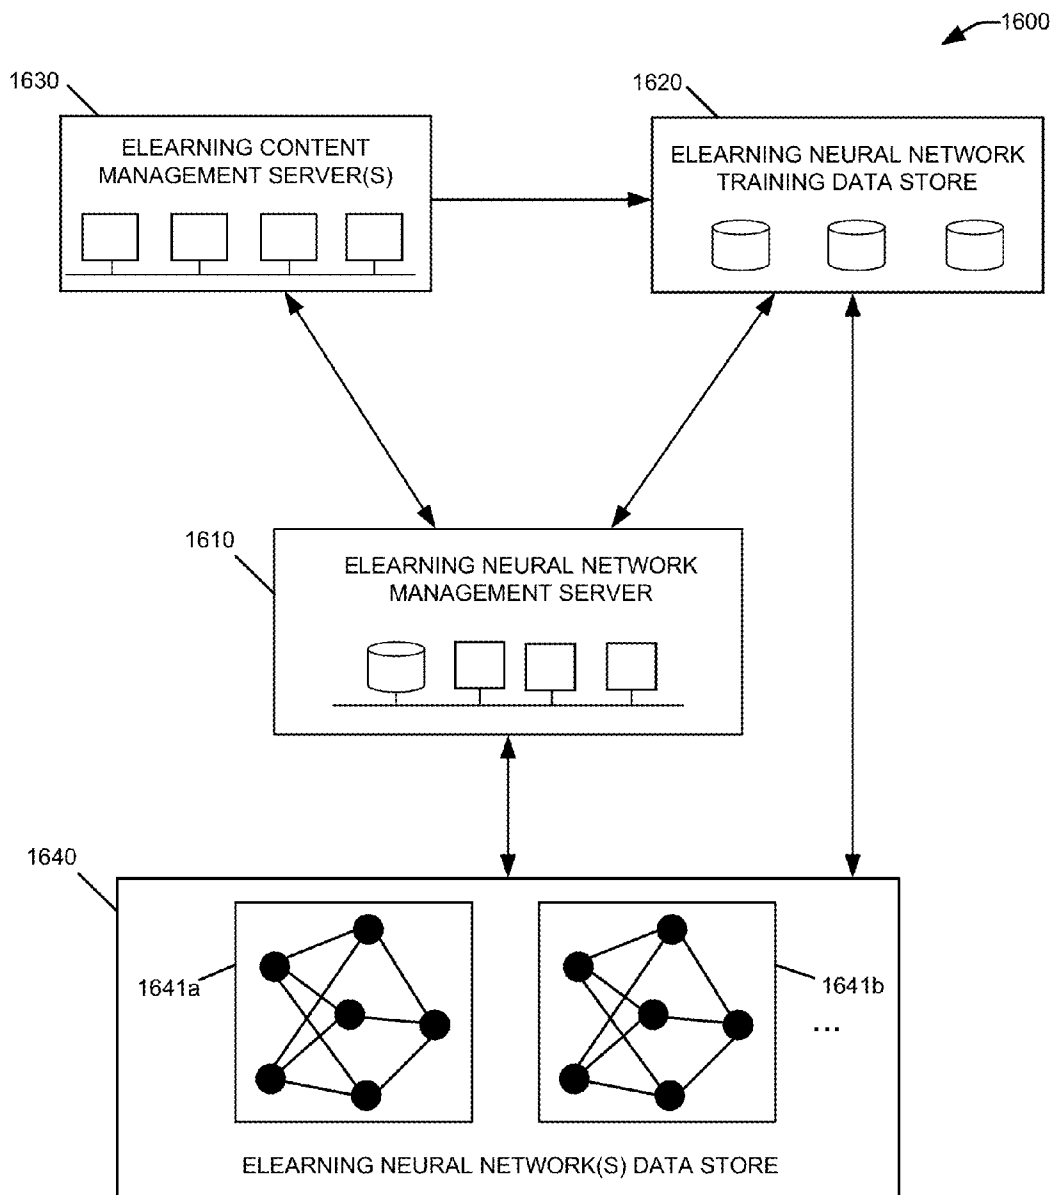 1600
1630
1620
ELEARNING CONTENT
MANAGEMENT SERVER(S)
ELEARNING NEURAL NETWORK
TRAINING DATA STORE
1610
ELEARNING NEURAL NETWORK
MANAGEMENT SERVER
1640
1641a
1641b
...
ELEARNING NEURAL NETWORK(S) DATA STORE